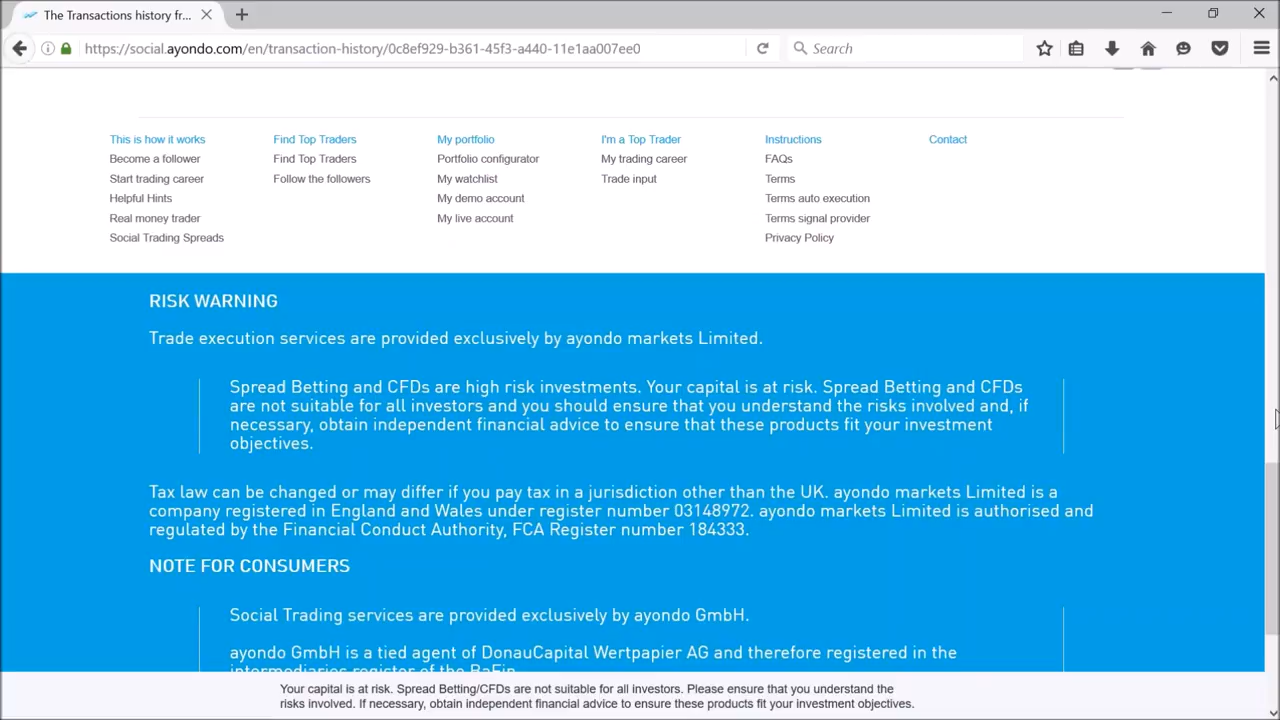 The Transactions history fr...
https://social.ayondo.com/en/transaction-history/0c8ef929-b361-45f3-a440-11e1aa007ee0
Search
This is how it works
Become a follower
Start trading career
Helpful Hints
Real money trader
Social Trading Spreads
Find Top Traders
Find Top Traders
Follow the followers
My portfolio
Portfolio configurator
My watchlist
My demo account
My live account
I'm a Top Trader
My trading career
Trade input
Instructions
FAQs
Terms
Terms auto execution
Terms signal provider
Privacy Policy
Contact
RISK WARNING
Trade execution services are provided exclusively by ayondo markets Limited.
Spread Betting and CFDs are high risk investments. Your capital is at risk. Spread Betting and CFDs
are not suitable for all investors and you should ensure that you understand the risks involved and, if
necessary, obtain independent financial advice to ensure that these products fit your investment
objectives.
Tax law can be changed or may differ if you pay tax in a jurisdiction other than the UK. ayondo markets Limited is a
company registered in England and Wales under register number 03148972. ayondo markets Limited is authorised and
regulated by the Financial Conduct Authority, FCA Register number 184333.
NOTE FOR CONSUMERS
Social Trading services are provided exclusively by ayondo GmbH.
ayondo GmbH is a tied agent of DonauCapital Wertpapier AG and therefore registered in the
intermediaries register of the BaFin.
Your capital is at risk. Spread Betting/CFDs are not suitable for all investors. Please ensure that you understand the
risks involved. If necessary, obtain independent financial advice to ensure these products fit your investment objectives.